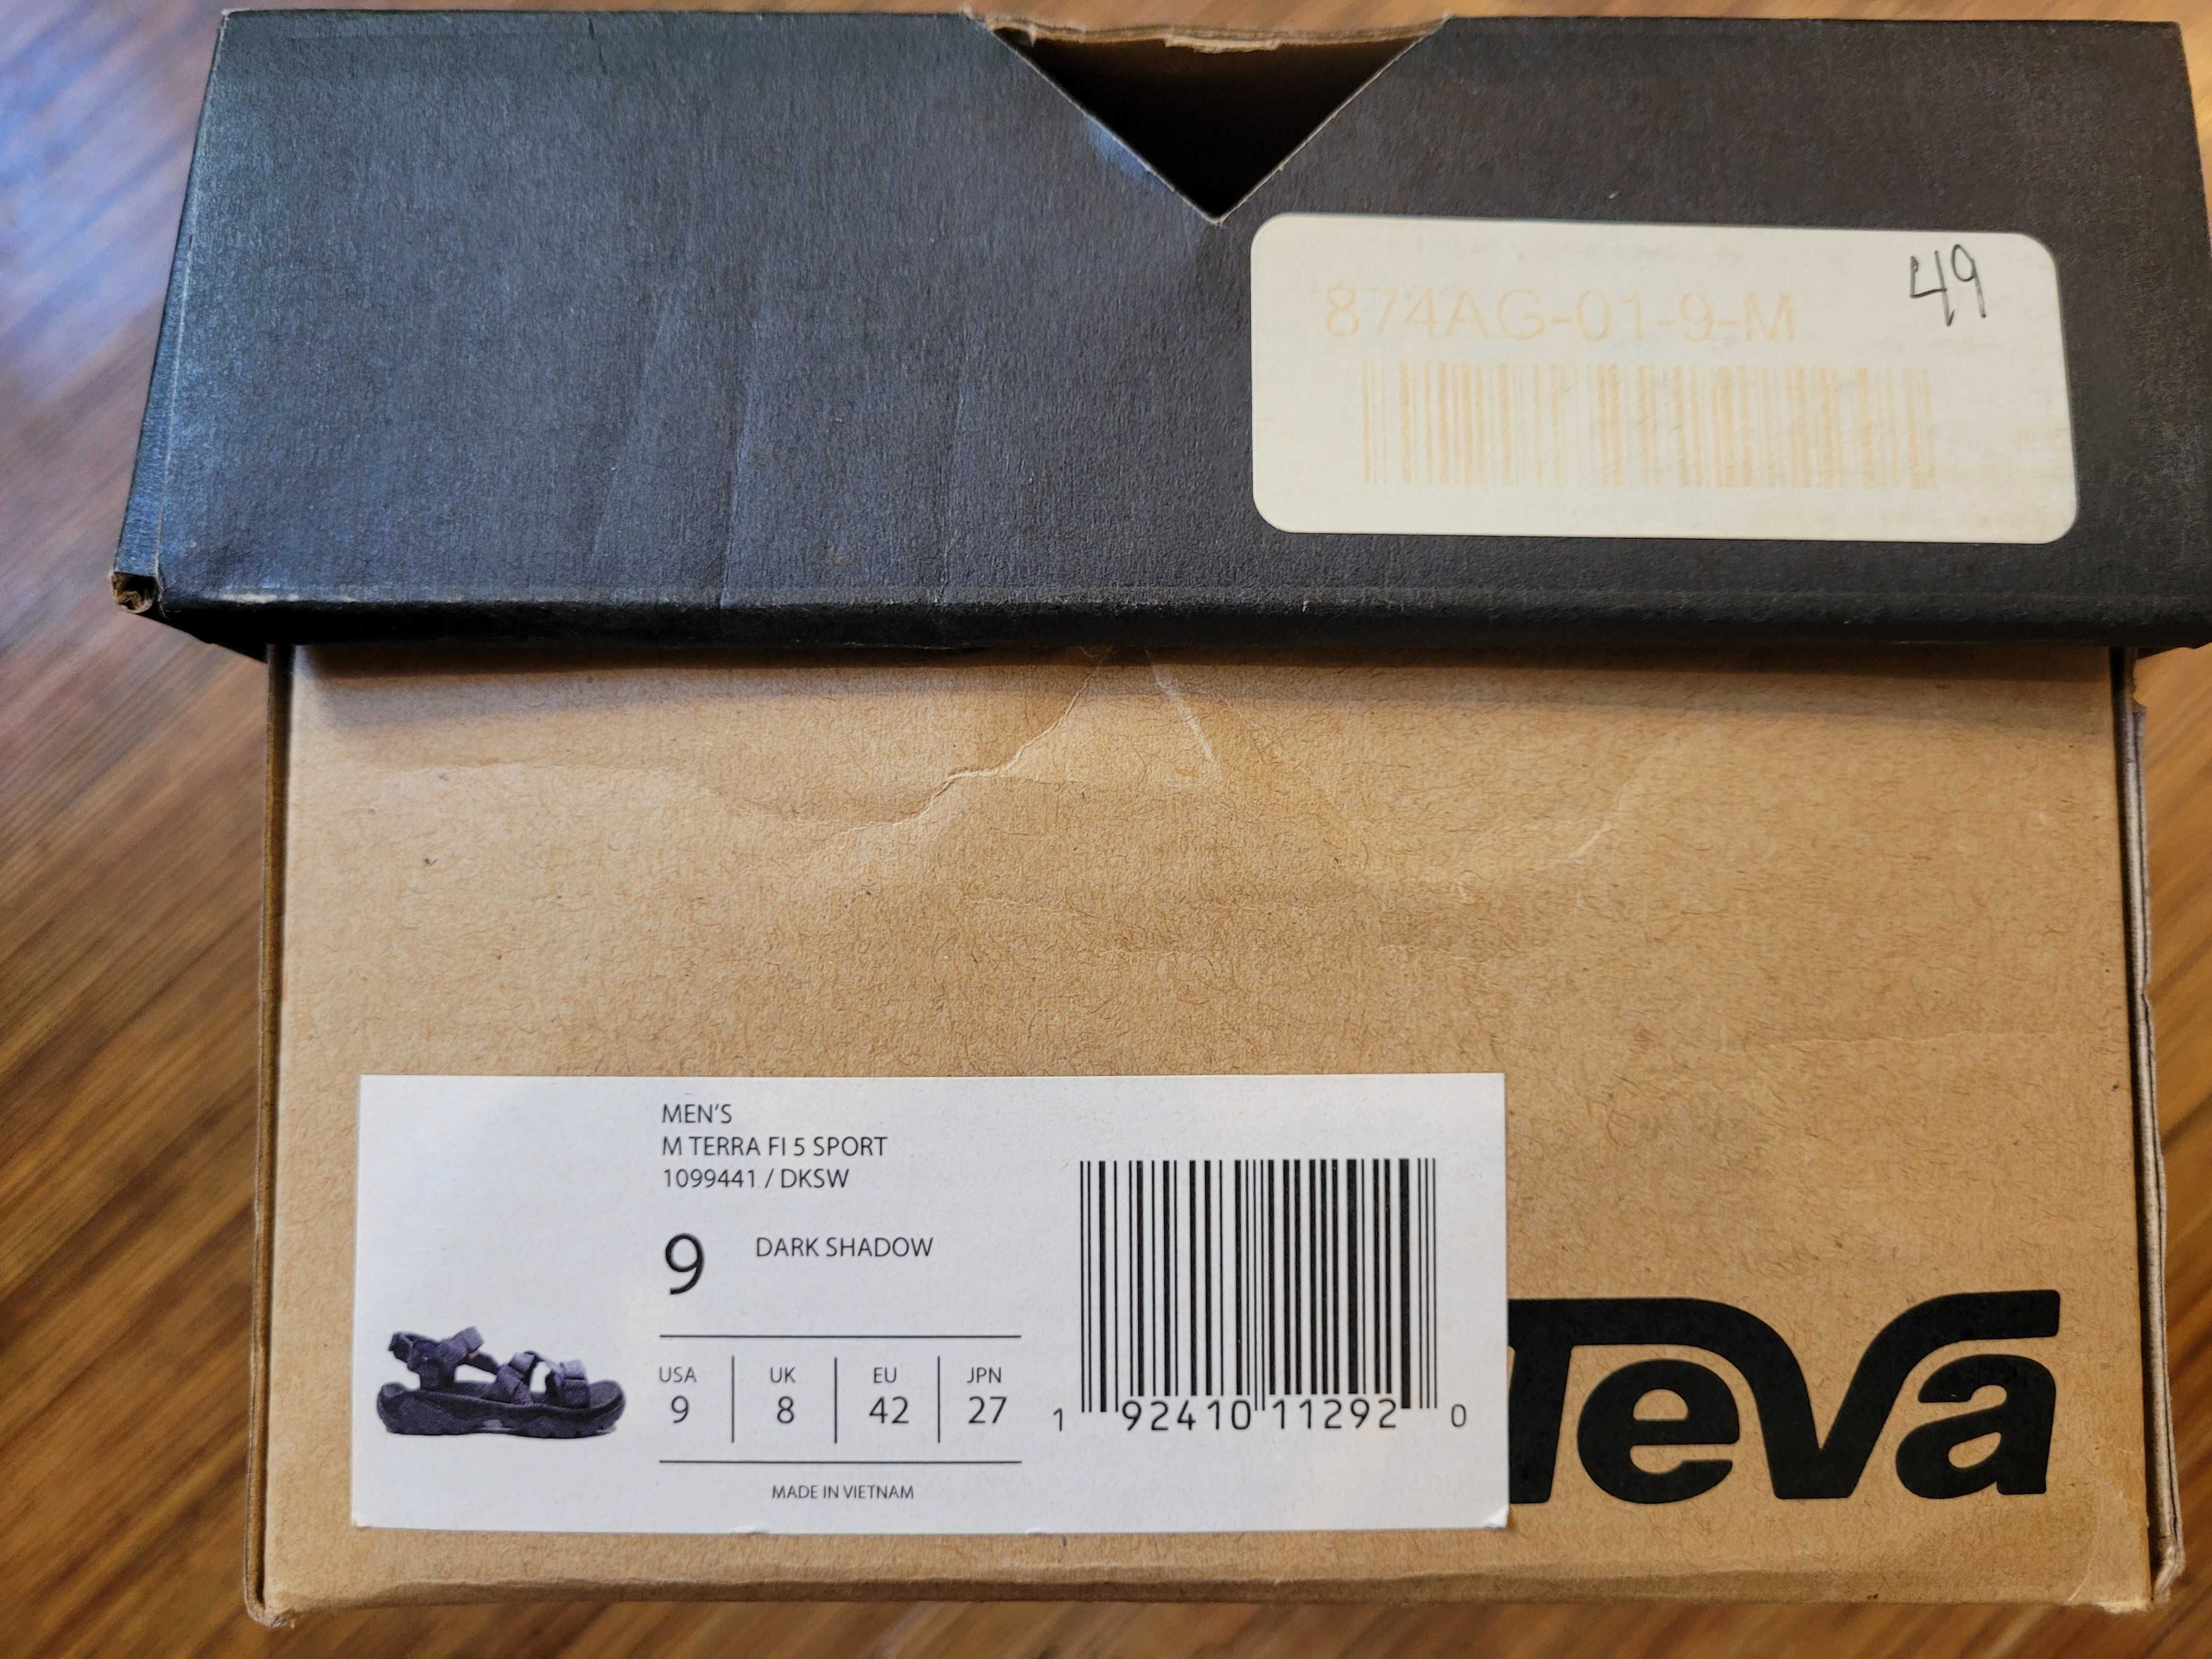 49
874AG-01-9-M
MEN'S
M TERRA FI 5 SPORT
1099441 / DKSW
9 DARK SHADOW
USA UK EU JPN
9 8 42 27
MADE IN VIETNAM
1 92410 11292 0
Teva